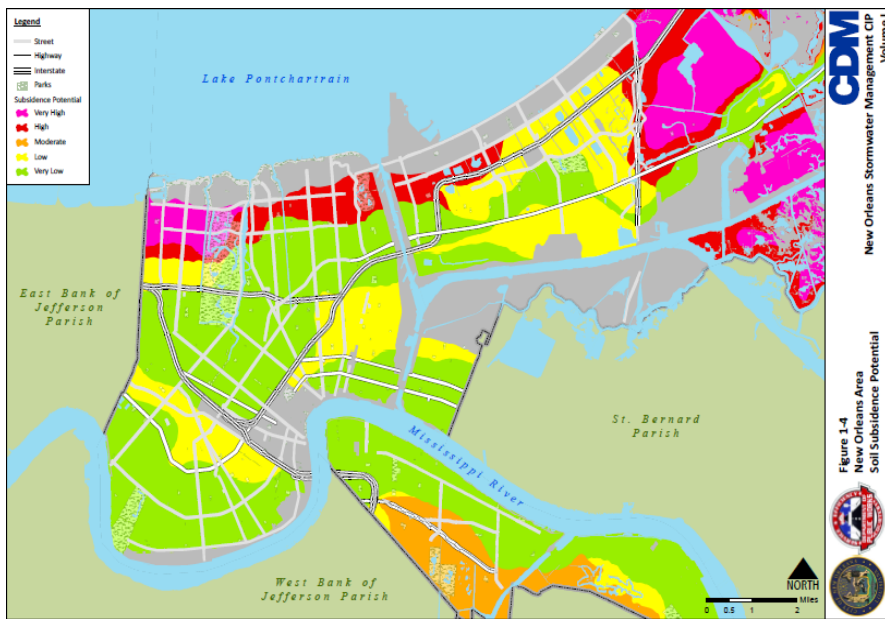 Legend
Street
Highway
Interstate
Parks
Subsidence Potential
Very High
High
Moderate
Low
Very Low
Lake Pontchartrain
East Bank of
Jefferson
Parish
St. Bernard
Parish
Mississippi River
West Bank of
Jefferson Parish
NORTH
Miles
0 0.5 1 2
CDM
New Orleans Stormwater Management CIP
Volume I
Figure 1-4
New Orleans Area
Soil Subsidence Potential